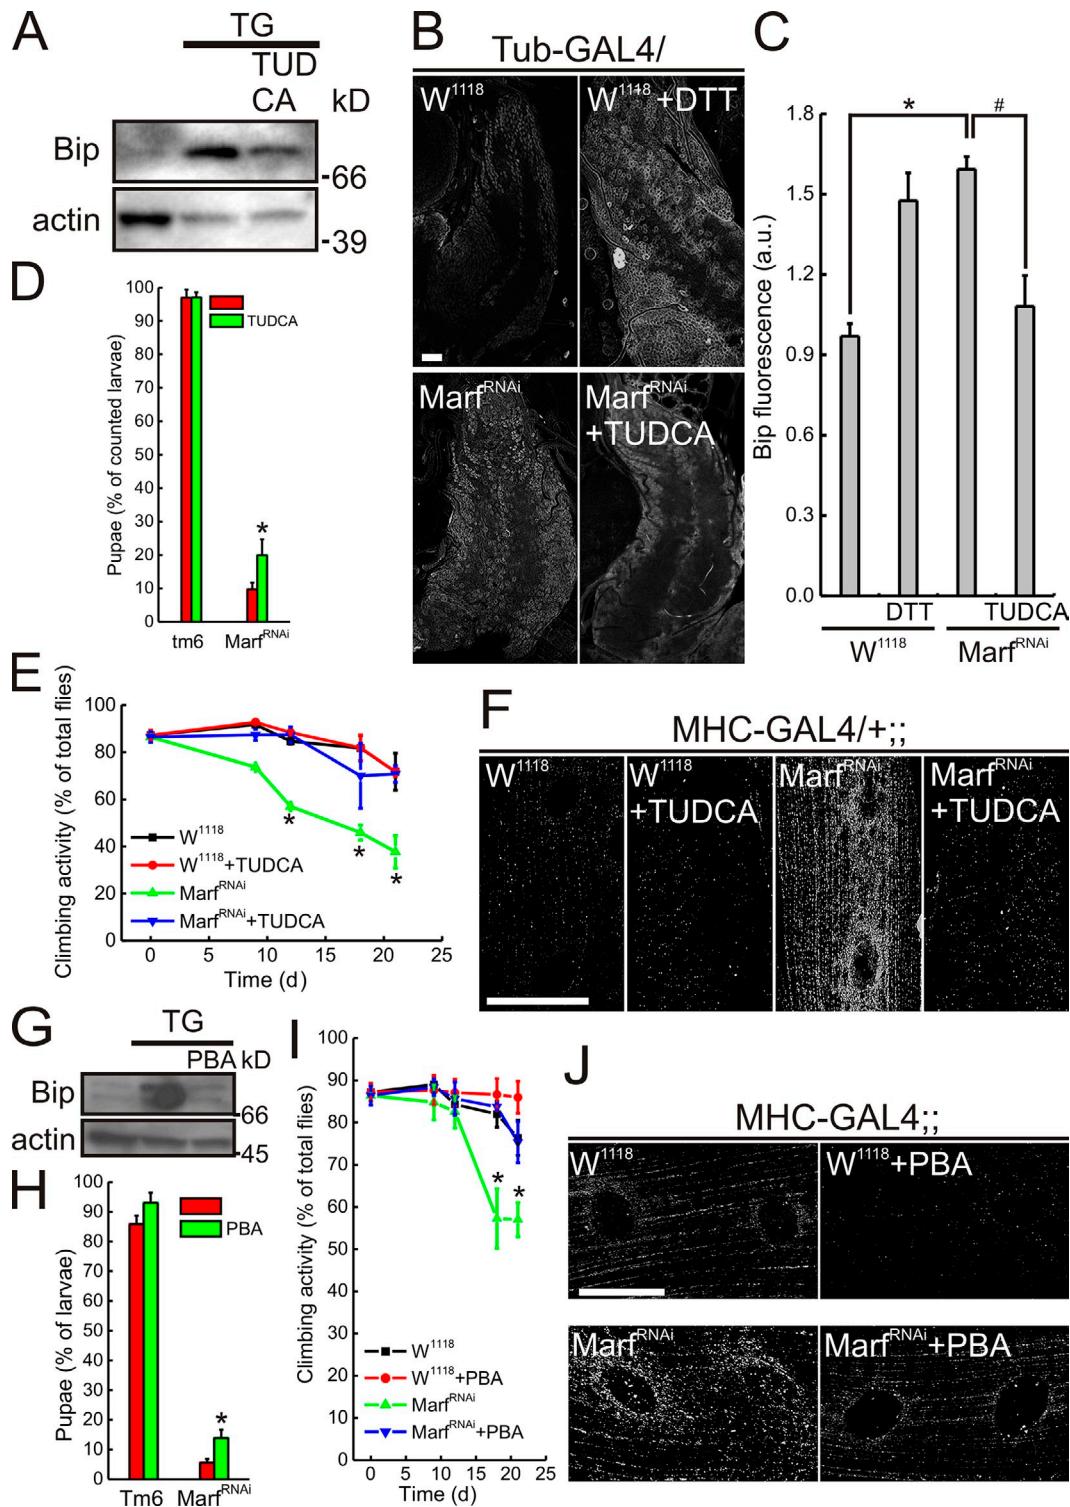 A
TG
TUD
CA
kD
Bip
-66
actin
-39
B
Tub-GAL4/
W1118
W1118+DTT
MarfRNAi
MarfRNAi
+TUDCA
C
*
#
Bip fluorescence (a.u.)
1.8
1.5
1.2
0.9
0.6
0.3
0.0
DTT
TUDCA
W1118
MarfRNAi
D
Pupae (% of counted larvae)
100
90
80
70
60
50
40
30
20
10
0
TUDCA
*
tm6
MarfRNAi
E
Climbing activity (% of total flies)
100
80
60
40
20
0
*
*
*
W1118
W1118+TUDCA
MarfRNAi
MarfRNAi+TUDCA
0 5 10 15 20 25
Time (d)
F
MHC-GAL4/+;;
W1118
W1118
+TUDCA
MarfRNAi
MarfRNAi
+TUDCA
G
TG
PBA
kD
Bip
-66
actin
-45
H
Pupae (% of larvae)
100
90
80
70
60
50
40
30
20
10
0
PBA
*
Tm6
MarfRNAi
I
Climbing activity (% of total flies)
100
90
80
70
60
50
40
30
20
10
0
* *
W1118
W1118+PBA
MarfRNAi
MarfRNAi+PBA
0 5 10 15 20 25
Time (d)
J
MHC-GAL4;;
W1118
W1118+PBA
MarfRNAi
MarfRNAi+PBA